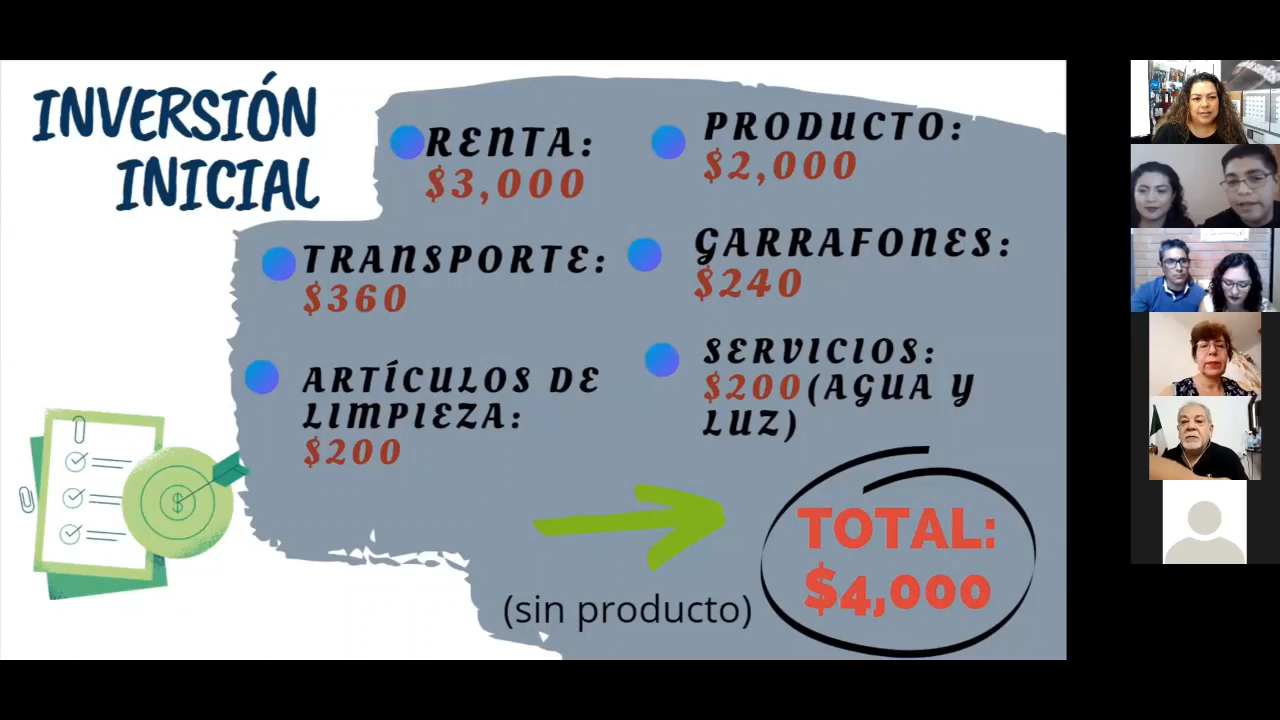 INVERSIÓN
INICIAL
RENTA:
$3,000
PRODUCTO:
$2,000
TRANSPORTE:
$360
GARRAFONES:
$240
ARTÍCULOS DE
LIMPIEZA:
$200
SERVICIOS:
$200(AGUA Y
LUZ)
(sin producto)
TOTAL:
$4,000